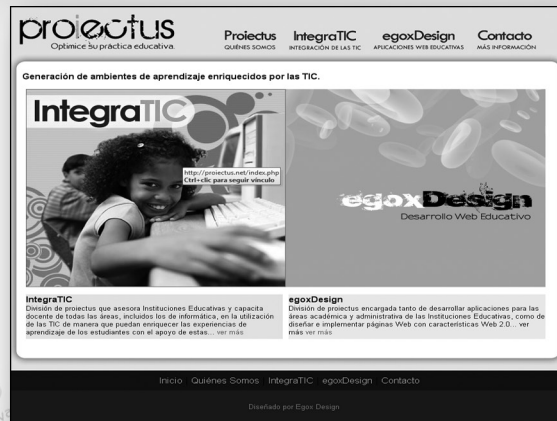 proiectus
Optimice su práctica educativa.
Proiectus IntegraTIC egoxDesign Contacto
QUIÉNES SOMOS INTEGRACIÓN DE LAS TIC APLICACIONES WEB EDUCATIVAS MÁS INFORMACIÓN
Generación de ambientes de aprendizaje enriquecidos por las TIC.
IntegraTIC
http://proiectus.net/index.php
Ctrl+clic para seguir vínculo
egoxDesign
Desarrollo Web Educativo
IntegraTIC
División de proiectus que asesora Instituciones Educativas y capacita
docente de todas las áreas, incluidos los de informática, en la utilización
de las TIC de manera que puedan enriquecer las experiencias de
aprendizaje de los estudiantes con el apoyo de estas... ver más
egoxDesign
División de proiectus encargada tanto de desarrollar aplicaciones para las
áreas académica y administrativa de las Instituciones Educativas, como de
diseñar e implementar páginas Web con características Web 2.0... ver
más ver más
Inicio Quiénes Somos IntegraTIC egoxDesign Contacto
Diseñado por Egox Design